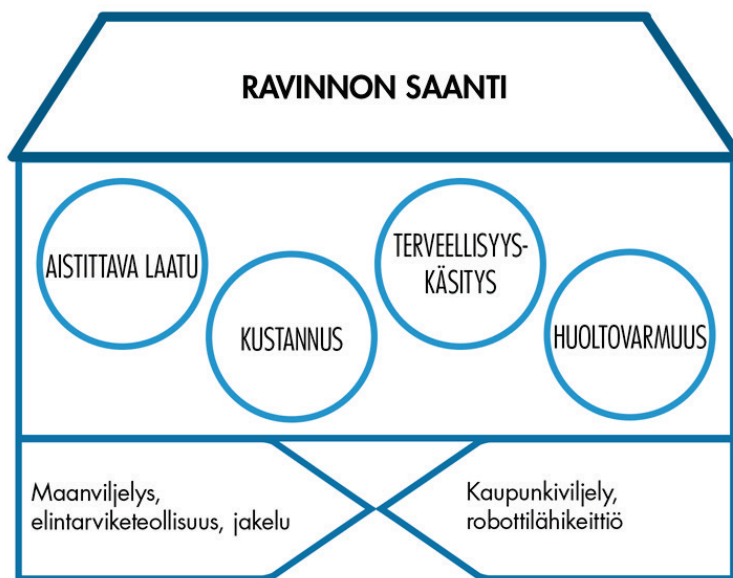 RAVINNON SAANTI
AISTITTAVA LAATU
KUSTANNUS
TERVEELLISYYS-
KÄSITYS
HUOLTOVARMUUS
Maanviljelys,
elintarviketeollisuus, jakelu
Kaupunkiviljely,
robottilähikeittiö